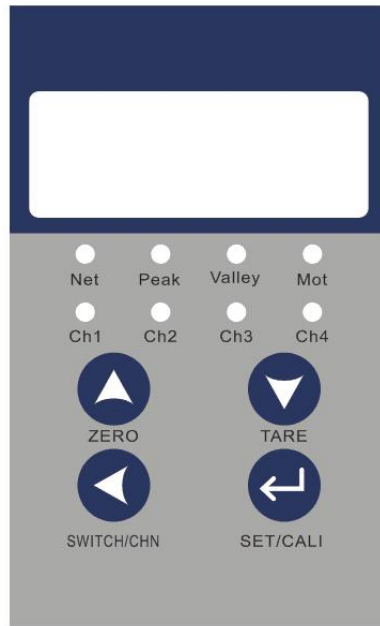 Net Peak Valley Mot
Ch1 Ch2 Ch3 Ch4
ZERO TARE
SWITCH/CHN SET/CALI